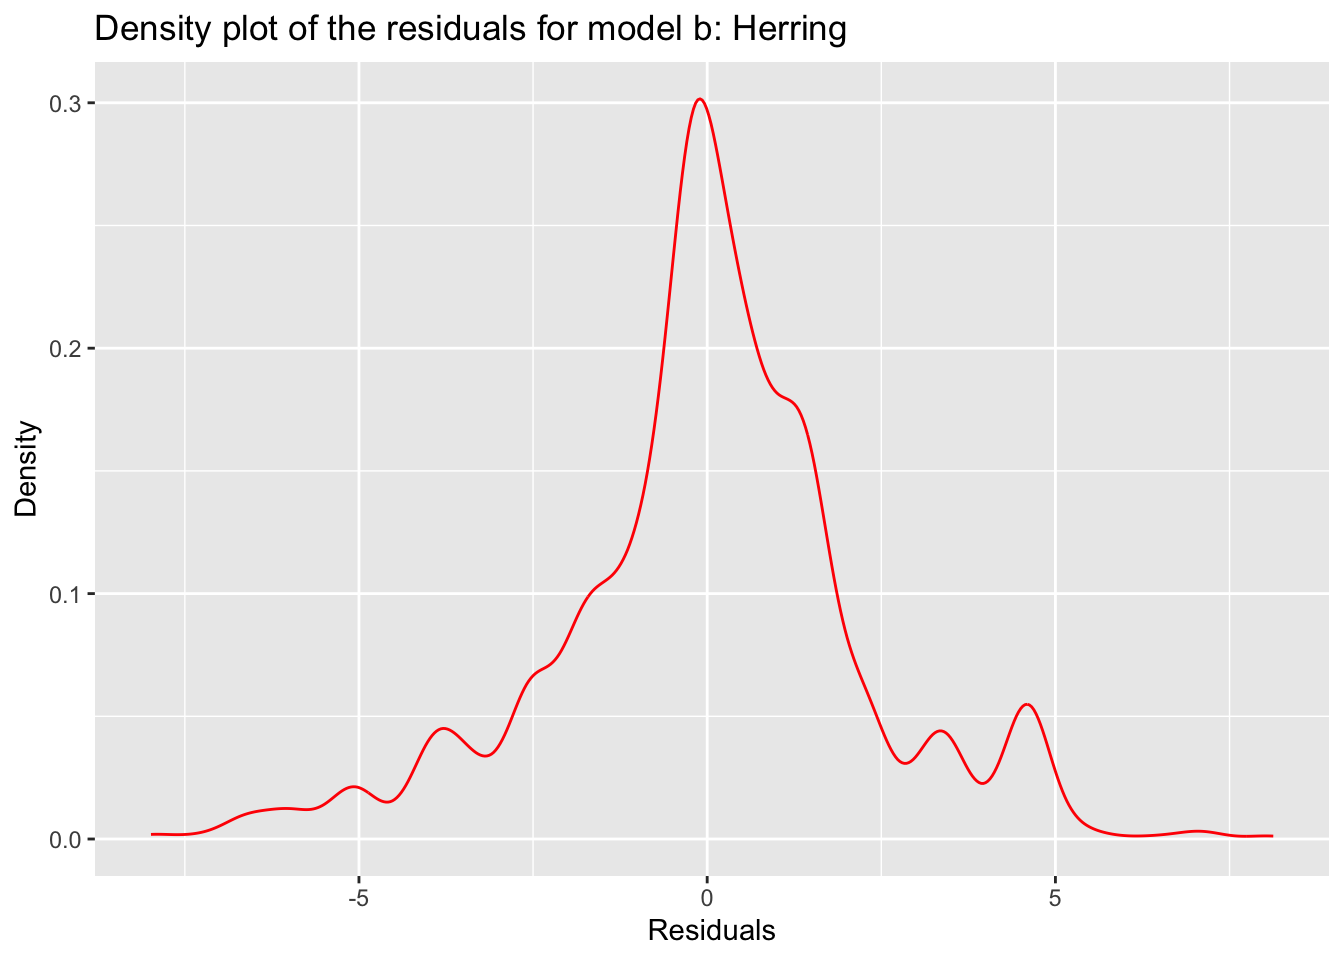 Density plot of the residuals for model b: Herring
0.3
0.2
0.1
0.0
Density
-5
0
5
Residuals